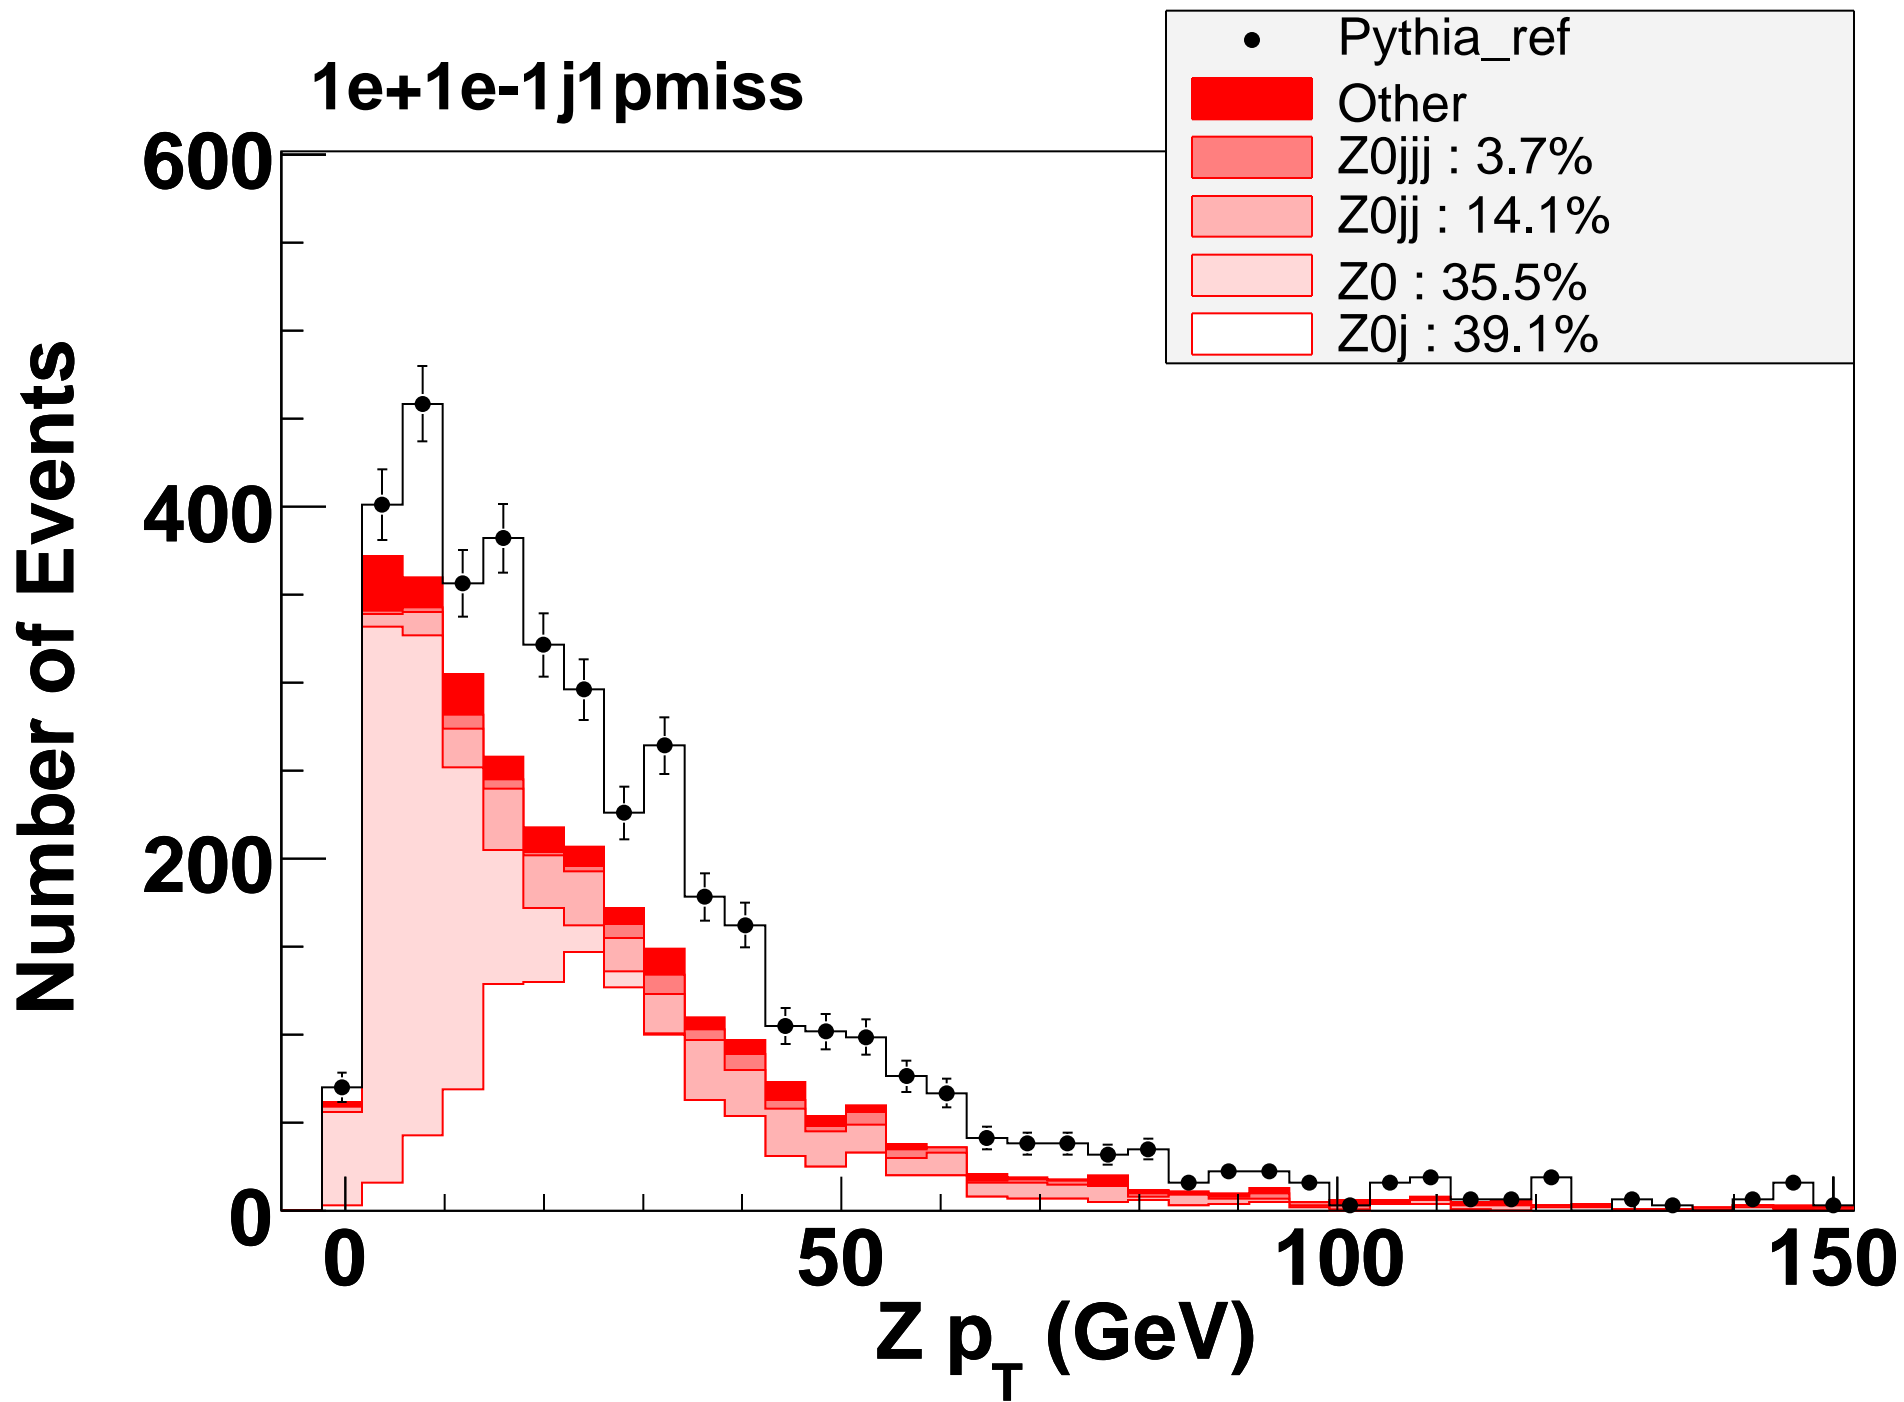 1e+1e-1j1pmiss
Pythia_ref
Other
Z0jjj : 3.7%
Z0jj : 14.1%
Z0 : 35.5%
Z0j : 39.1%
Number of Events
600
400
200
0
0 50 100 150
Z p_T (GeV)